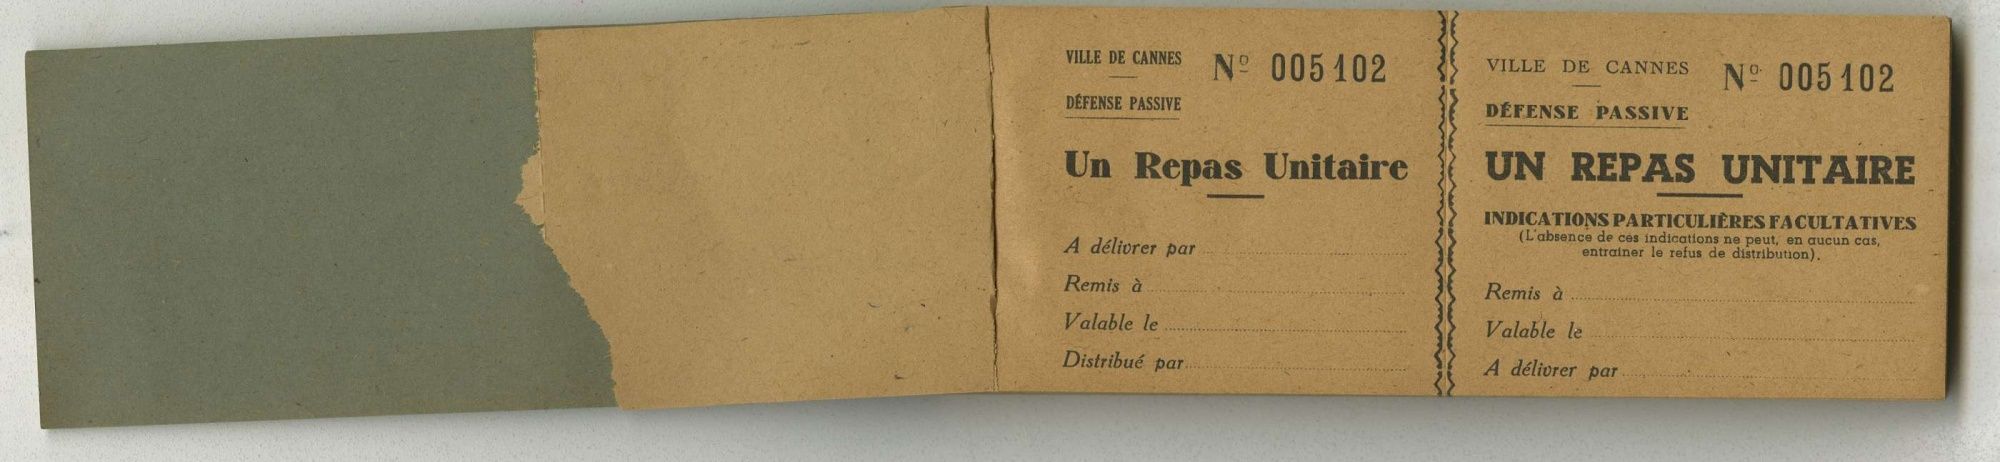 VILLE DE CANNES
Nº 005102
DÉFENSE PASSIVE
Un Repas Unitaire
A délivrer par
Remis à
Valable le
Distribué par
VILLE DE CANNES
Nº 005102
DÉFENSE PASSIVE
UN REPAS UNITAIRE
INDICATIONS PARTICULIÈRES FACULTATIVES
(L'absence de ces indications ne peut, en aucun cas,
entrainer le refus de distribution).
Remis à
Valable le
A délivrer par